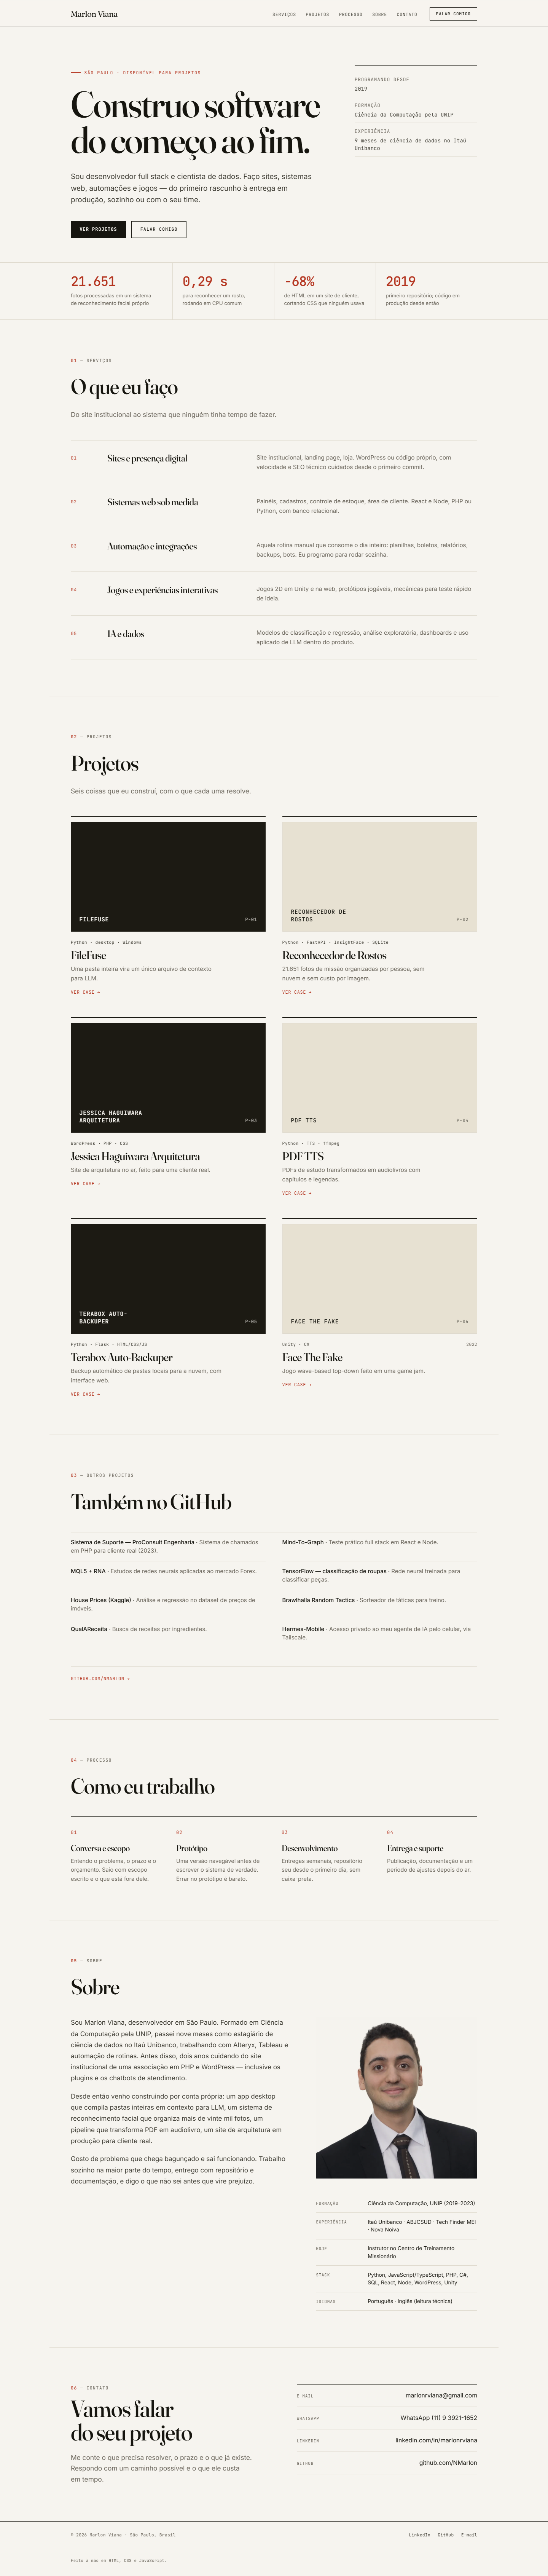 Marlon Viana
SERVIÇOS PROJETOS PROCESSO SOBRE CONTATO FALAR COMIGO
SÃO PAULO · DISPONÍVEL PARA PROJETOS
Construo software
do começo ao fim.
Sou desenvolvedor full stack e cientista de dados. Faço sites, sistemas
web, automações e jogos — do primeiro rascunho à entrega em
produção, sozinho ou com o seu time.
VER PROJETOS FALAR COMIGO
PROGRAMANDO DESDE
2019
FORMAÇÃO
Ciência da Computação pela UNIP
EXPERIÊNCIA
9 meses de ciência de dados no Itaú
Unibanco
21.651
fotos processadas em um sistema
de reconhecimento facial próprio
0,29 s
para reconhecer um rosto,
rodando em CPU comum
-68%
de HTML em um site de cliente,
cortando CSS que ninguém usava
2019
primeiro repositório; código em
produção desde então
01 — SERVIÇOS
O que eu faço
Do site institucional ao sistema que ninguém tinha tempo de fazer.
01
Sites e presença digital
Site institucional, landing page, loja. WordPress ou código próprio, com
velocidade e SEO técnico cuidados desde o primeiro commit.
02
Sistemas web sob medida
Painéis, cadastros, controle de estoque, área de cliente. React e Node, PHP ou
Python, com banco relacional.
03
Automação e integrações
Aquela rotina manual que consome o dia inteiro: planilhas, boletos, relatórios,
backups, bots. Eu programo para rodar sozinha.
04
Jogos e experiências interativas
Jogos 2D em Unity e na web, protótipos jogáveis, mecânicas para teste rápido
de ideia.
05
IA e dados
Modelos de classificação e regressão, análise exploratória, dashboards e uso
aplicado de LLM dentro do produto.
02 — PROJETOS
Projetos
Seis coisas que eu construí, com o que cada uma resolve.
FILEFUSE P-01
Python · desktop · Windows
FileFuse
Uma pasta inteira vira um único arquivo de contexto
para LLM.
VER CASE →
RECONHECEDOR DE
ROSTOS P-02
Python · FastAPI · InsightFace · SQLite
Reconhecedor de Rostos
21.651 fotos de missão organizadas por pessoa, sem
nuvem e sem custo por imagem.
VER CASE →
JESSICA HAGUIWARA
ARQUITETURA P-03
WordPress · PHP · CSS
Jessica Haguiwara Arquitetura
Site de arquitetura no ar, feito para uma cliente real.
VER CASE →
PDF TTS P-04
Python · TTS · ffmpeg
PDF TTS
PDFs de estudo transformados em audiolivros com
capítulos e legendas.
VER CASE →
TERABOX AUTO-
BACKUPER P-05
Python · Flask · HTML/CSS/JS
Terabox Auto-Backuper
Backup automático de pastas locais para a nuvem, com
interface web.
VER CASE →
FACE THE FAKE P-06
Unity · C# 2022
Face The Fake
Jogo wave-based top-down feito em uma game jam.
VER CASE →
03 — OUTROS PROJETOS
Também no GitHub
Sistema de Suporte — ProConsult Engenharia · Sistema de chamados
em PHP para cliente real (2023).
Mind-To-Graph · Teste prático full stack em React e Node.
MQL5 + RNA · Estudos de redes neurais aplicadas ao mercado Forex.
TensorFlow — classificação de roupas · Rede neural treinada para
classificar peças.
House Prices (Kaggle) · Análise e regressão no dataset de preços de
imóveis.
Brawlhalla Random Tactics · Sorteador de táticas para treino.
QualAReceita · Busca de receitas por ingredientes.
Hermes-Mobile · Acesso privado ao meu agente de IA pelo celular, via
Tailscale.
GITHUB.COM/NMARLON →
04 — PROCESSO
Como eu trabalho
01
Conversa e escopo
Entendo o problema, o prazo e o
orçamento. Saio com escopo
escrito e o que está fora dele.
02
Protótipo
Uma versão navegável antes de
escrever o sistema de verdade.
Errar no protótipo é barato.
03
Desenvolvimento
Entregas semanais, repositório
seu desde o primeiro dia, sem
caixa-preta.
04
Entrega e suporte
Publicação, documentação e um
período de ajustes depois do ar.
05 — SOBRE
Sobre
Sou Marlon Viana, desenvolvedor em São Paulo. Formado em Ciência
da Computação pela UNIP, passei nove meses como estagiário de
ciência de dados no Itaú Unibanco, trabalhando com Alteryx, Tableau e
automação de rotinas. Antes disso, dois anos cuidando do site
institucional de uma associação em PHP e WordPress — inclusive os
plugins e os chatbots de atendimento.
Desde então venho construindo por conta própria: um app desktop
que compila pastas inteiras em contexto para LLM, um sistema de
reconhecimento facial que organiza mais de vinte mil fotos, um
pipeline que transforma PDF em audiolivro, um site de arquitetura em
produção para cliente real.
Gosto do problema que chega bagunçado e sai funcionando. Trabalho
sozinho na maior parte do tempo, entrego com repositório e
documentação, e digo o que não sei antes que vire prejuízo.
FORMAÇÃO Ciência da Computação, UNIP (2019–2023)
EXPERIÊNCIA Itaú Unibanco · ABJCSUD · Tech Finder MEI
· Nova Noiva
HOJE Instrutor no Centro de Treinamento
Missionário
STACK Python, JavaScript/TypeScript, PHP, C#,
SQL, React, Node, WordPress, Unity
IDIOMAS Português · Inglês (leitura técnica)
06 — CONTATO
Vamos falar
do seu projeto
Me conte o que precisa resolver, o prazo e o que já existe.
Respondo com um caminho possível e o que ele custa
em tempo.
E-MAIL marlonrviana@gmail.com
WHATSAPP WhatsApp (11) 9 3921-1652
LINKEDIN linkedin.com/in/marlonrviana
GITHUB github.com/NMarlon
© 2026 Marlon Viana · São Paulo, Brasil
LinkedIn GitHub E-mail
Feito à mão em HTML, CSS e JavaScript.